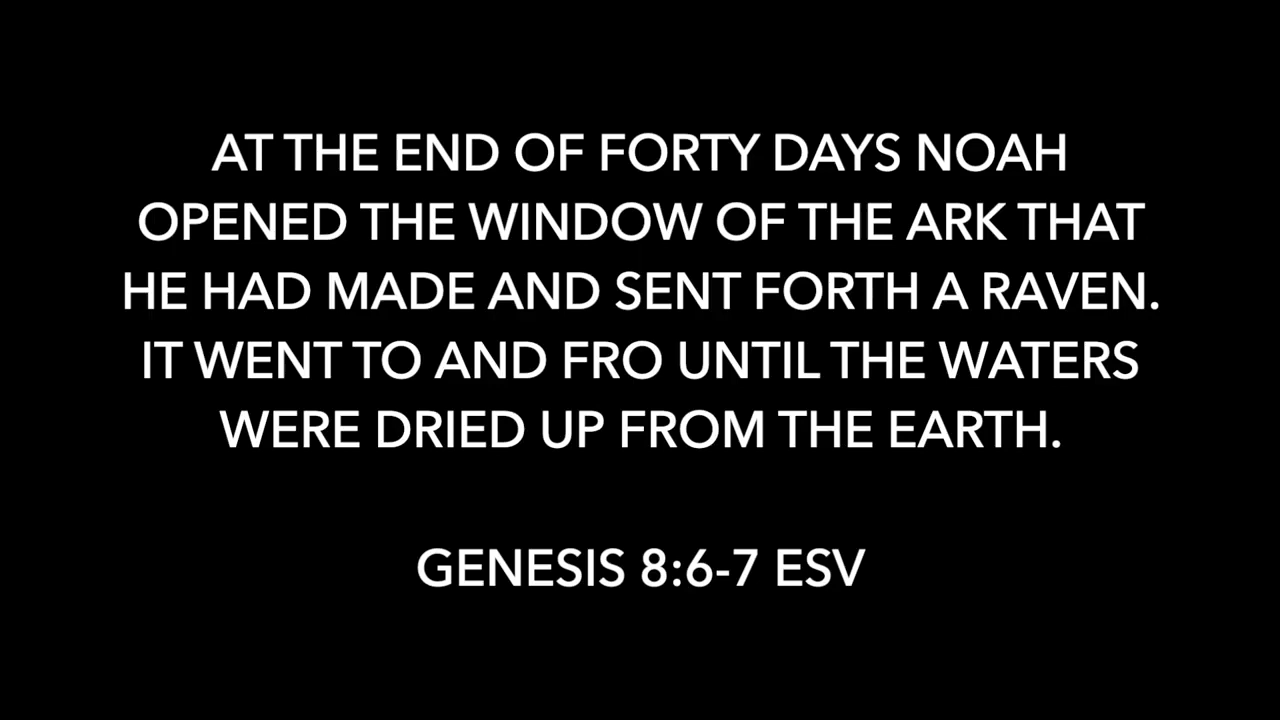 AT THE END OF FORTY DAYS NOAH
OPENED THE WINDOW OF THE ARK THAT
HE HAD MADE AND SENT FORTH A RAVEN.
IT WENT TO AND FRO UNTIL THE WATERS
WERE DRIED UP FROM THE EARTH.
GENESIS 8:6-7 ESV